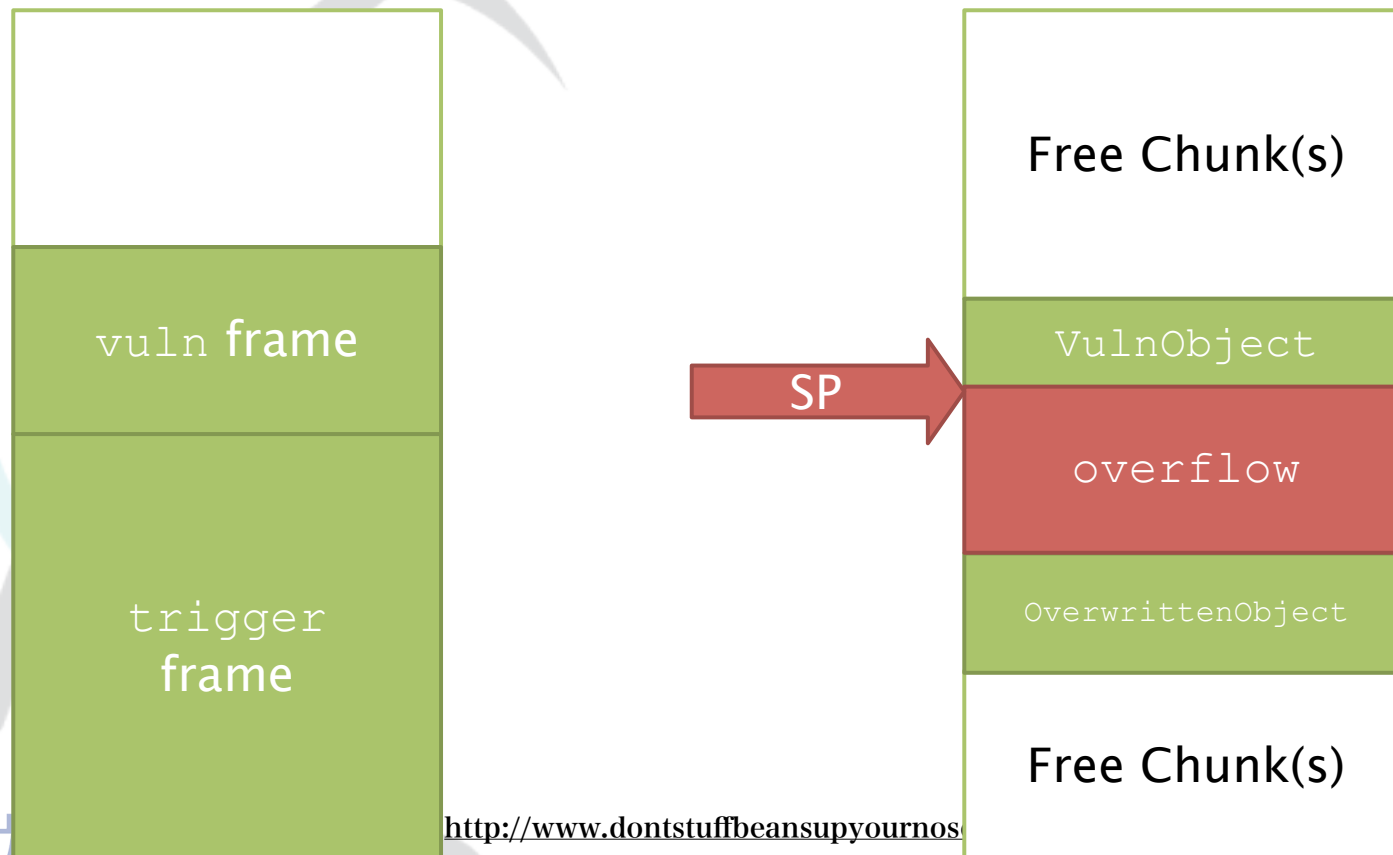 vuln frame
trigger
frame
SP
Free Chunk(s)
VulnObject
overflow
OverwrittenObject
Free Chunk(s)